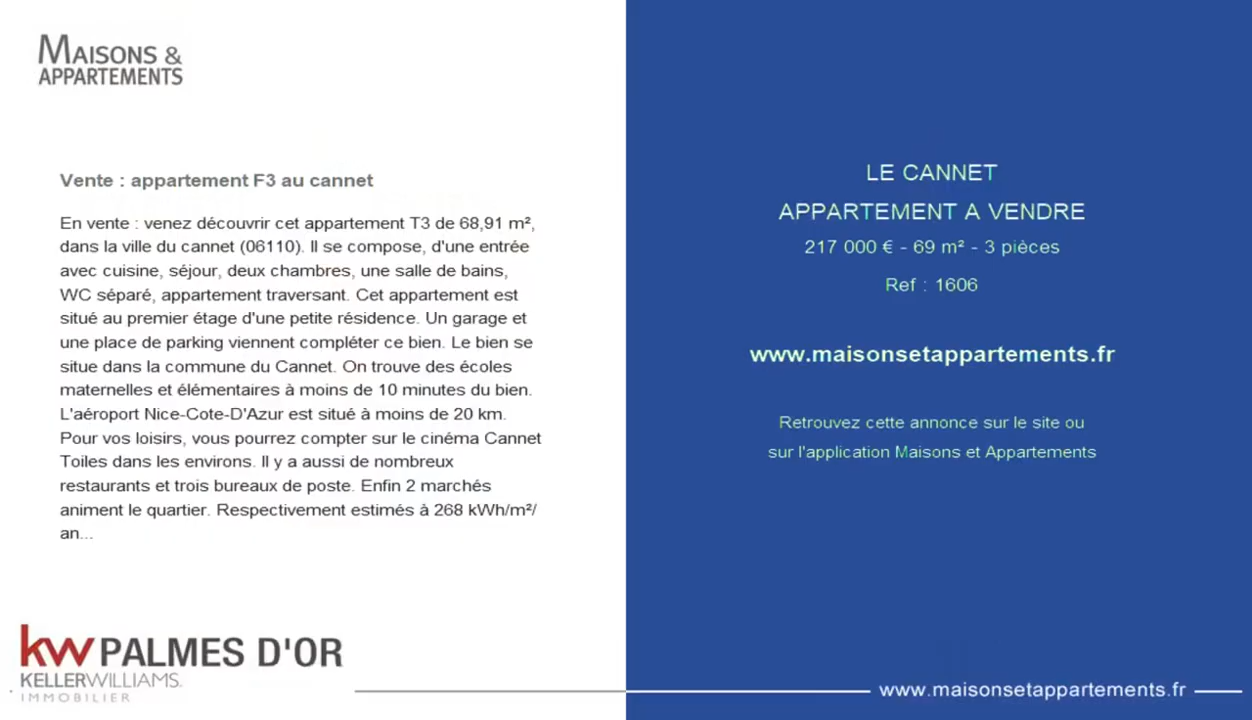 MAISONS &
APPARTEMENTS
Vente : appartement F3 au cannet
En vente : venez découvrir cet appartement T3 de 68,91 m²,
dans la ville du cannet (06110). Il se compose, d'une entrée
avec cuisine, séjour, deux chambres, une salle de bains,
WC séparé, appartement traversant. Cet appartement est
situé au premier étage d'une petite résidence. Un garage et
une place de parking viennent compléter ce bien. Le bien se
situe dans la commune du Cannet. On trouve des écoles
maternelles et élémentaires à moins de 10 minutes du bien.
L'aéroport Nice-Cote-D'Azur est situé à moins de 20 km.
Pour vos loisirs, vous pourrez compter sur le cinéma Cannet
Toiles dans les environs. Il y a aussi de nombreux
restaurants et trois bureaux de poste. Enfin 2 marchés
animent le quartier. Respectivement estimés à 268 kWh/m²/
an...
kw PALMES D'OR
KELLERWILLIAMS.
IMMOBILIER
LE CANNET
APPARTEMENT A VENDRE
217 000 € - 69 m² - 3 pièces
Ref : 1606
www.maisonsetappartements.fr
Retrouvez cette annonce sur le site ou
sur l'application Maisons et Appartements
www.maisonsetappartements.fr